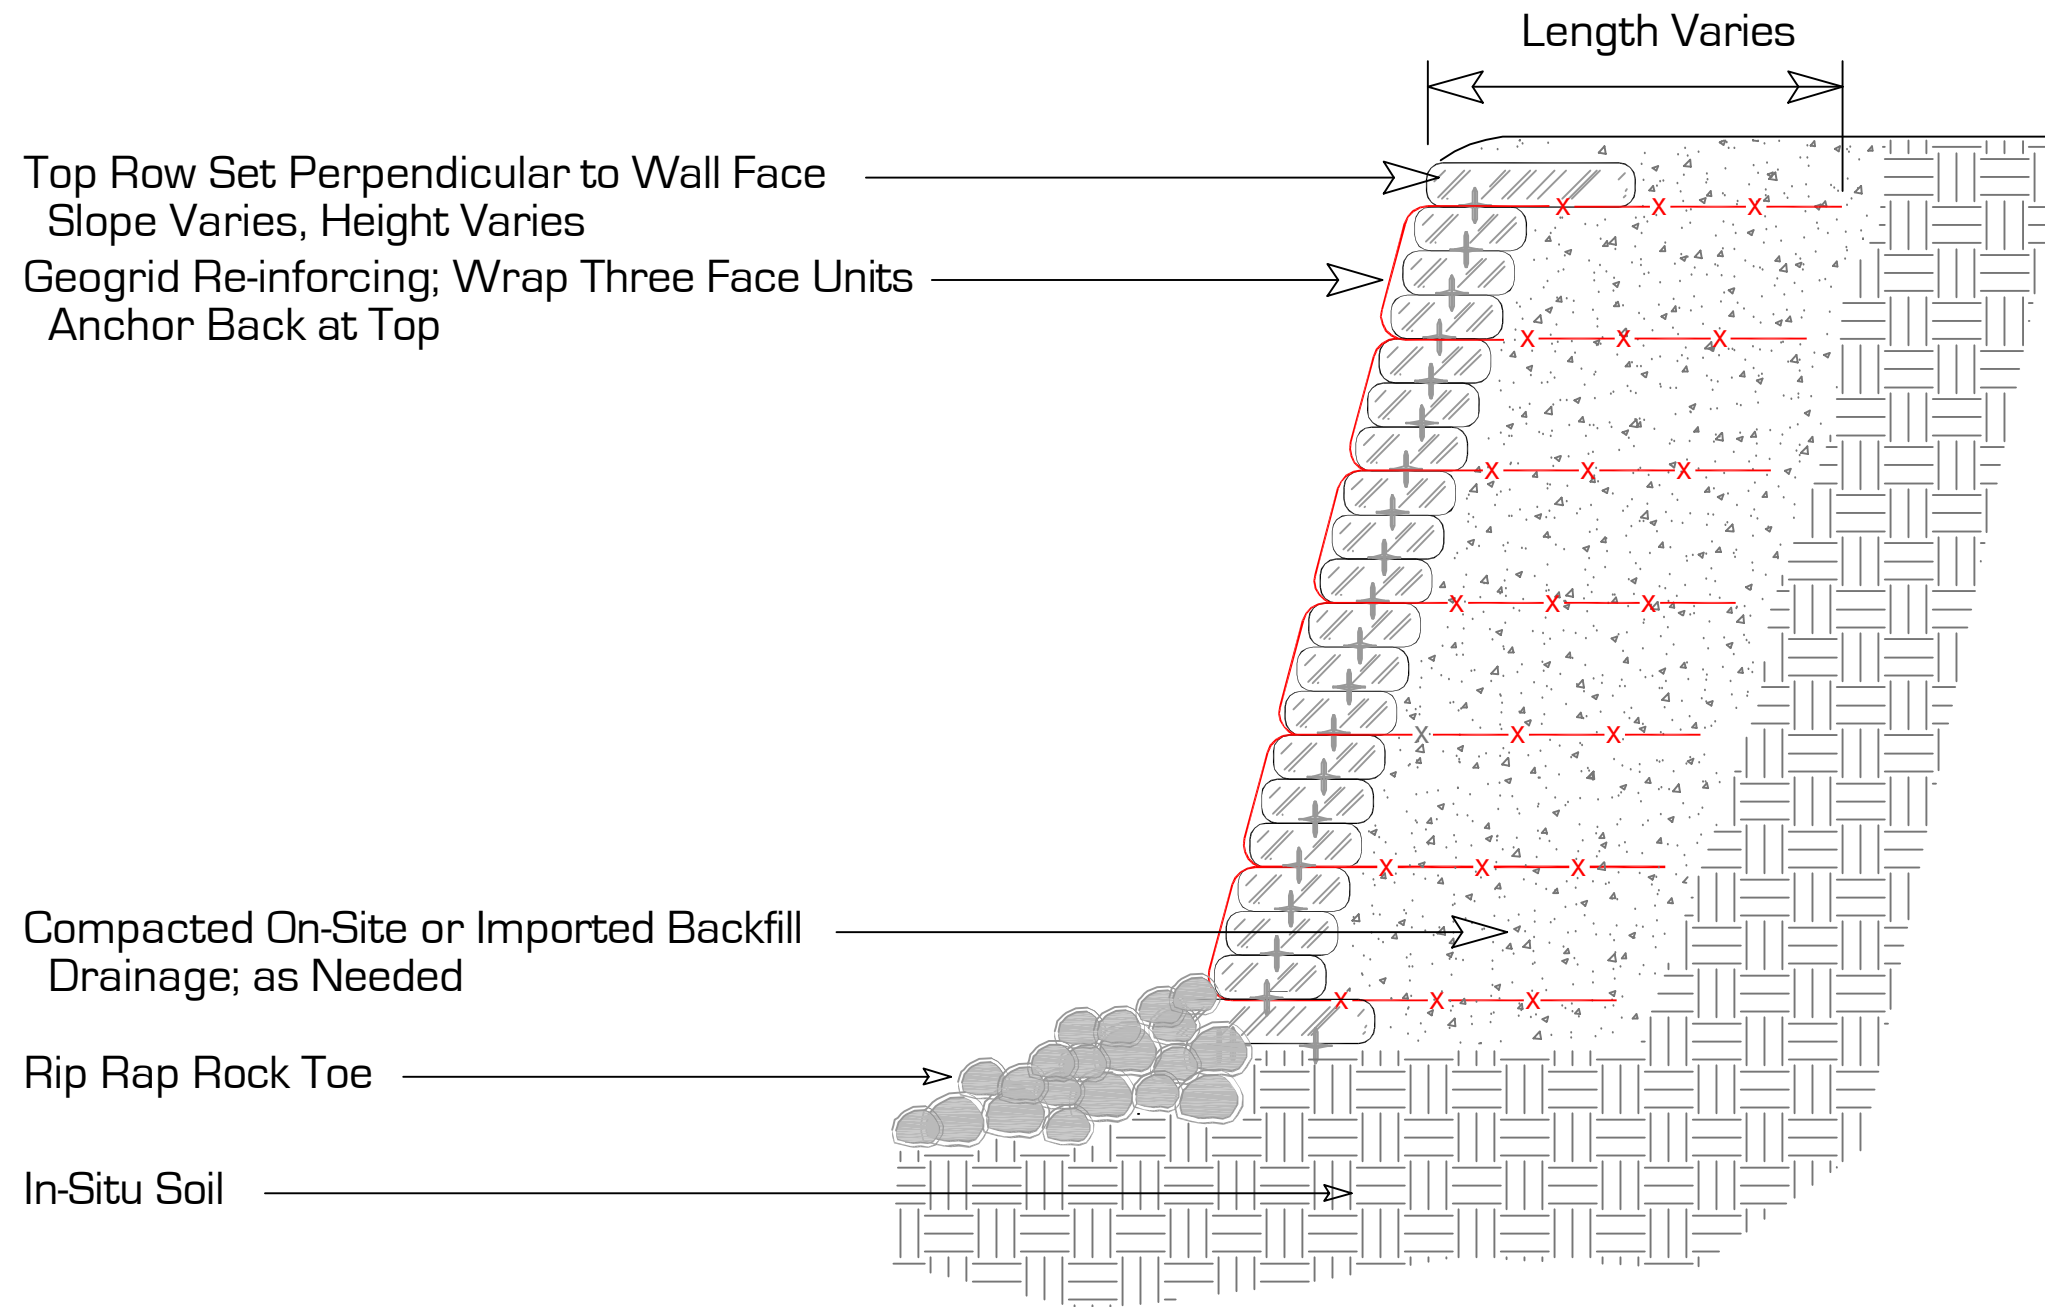 Length Varies
Top Row Set Perpendicular to Wall Face
Slope Varies, Height Varies
Geogrid Re-inforcing; Wrap Three Face Units
Anchor Back at Top
Compacted On-Site or Imported Backfill
Drainage; as Needed
Rip Rap Rock Toe
In-Situ Soil